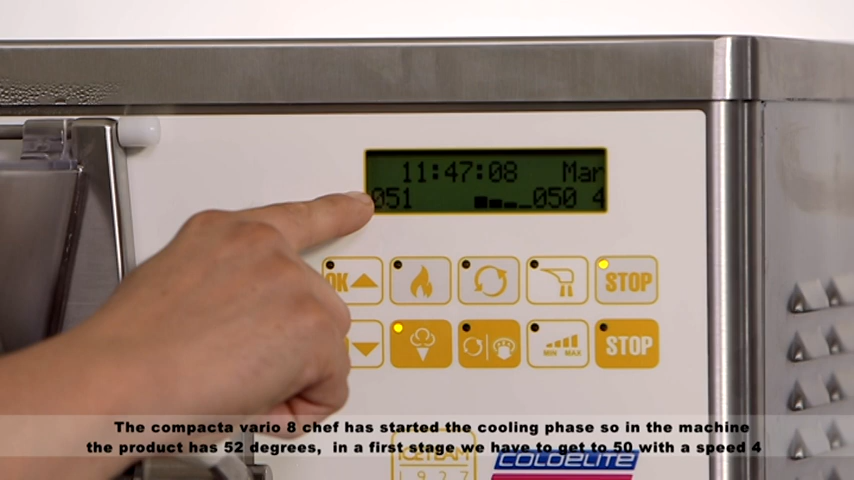 11:47:08 Mar
051 050 4
OK
STOP
MIN MAX
STOP
The compacta vario 8 chef has started the cooling phase so in the machine
the product has 52 degrees, in a first stage we have to get to 50 with a speed 4
ICETEAM
1927
COLDELITE